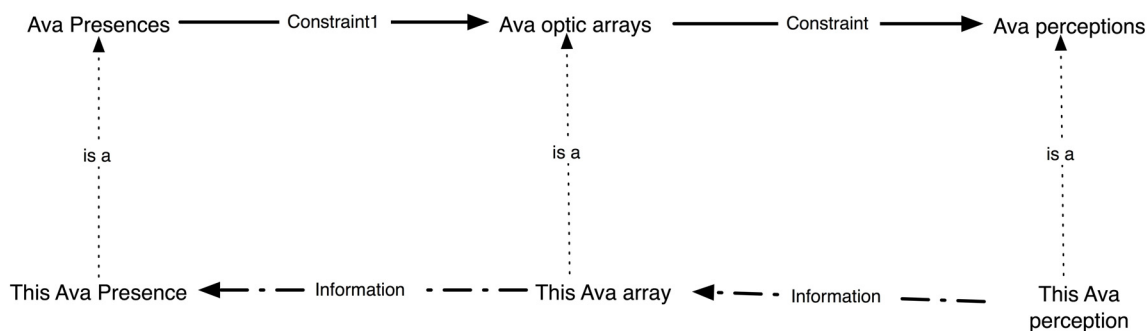 Ava Presences Constraint1 Ava optic arrays Constraint Ava perceptions
is a is a is a
This Ava Presence Information This Ava array Information This Ava
perception